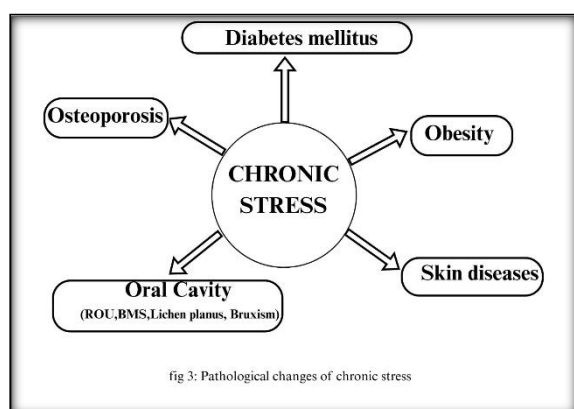 Diabetes mellitus
Osteoporosis
Obesity
CHRONIC
STRESS
Skin diseases
Oral Cavity
(ROU,BMS,Lichen planus, Bruxism)
fig 3: Pathological changes of chronic stress